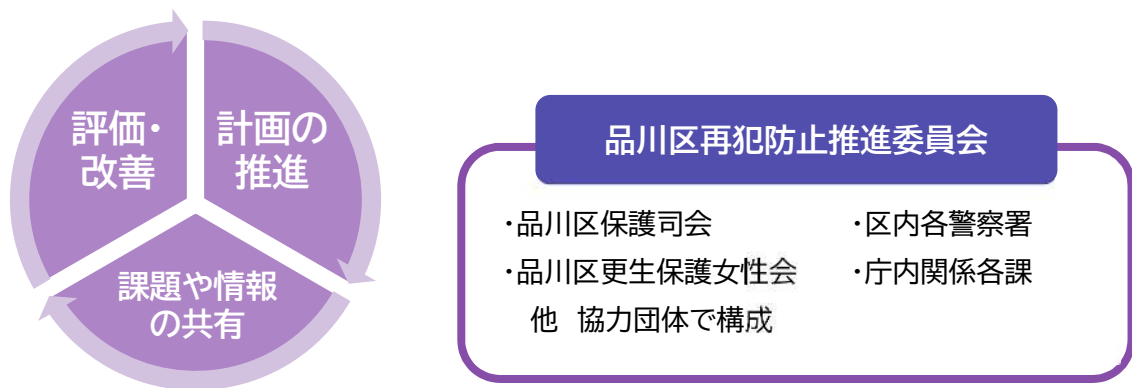 評価・
改善
計画の
推進
課題や情報
の共有
品川区再犯防止推進委員会
・品川区保護司会
・区内各警察署
・品川区更生保護女性会
・庁内関係各課
他 協力団体で構成